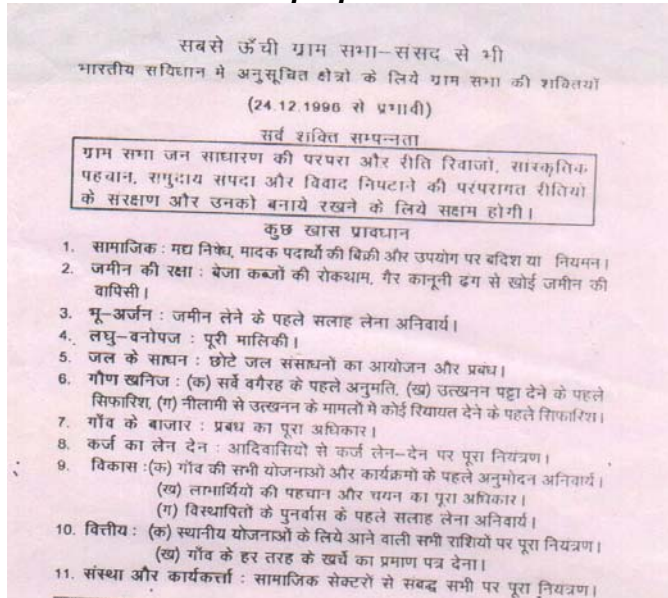 सबसे ऊँची ग्राम सभा–संसद से भी
भारतीय सविधान मे अनुसूचित क्षेत्रो के लिये ग्राम सभा की शक्तियाँ
(24.12.1996 से प्रभावी)
सर्व शक्ति सम्पन्नता
ग्राम सभा जन साधारण की परपरा और रीति रिवाजो, सांस्कृतिक
पहचान, समुदाय सपदा और विवाद निपटाने की परंपरागत रीतियो
के सरक्षण और उनको बनाये रखने के लिये सक्षम होगी।
कुछ खास प्रावधान
1. सामाजिक : मद्य निषेध, मादक पदार्थो की बिक्री और उपयोग पर बदिश या नियमन।
2. जमीन की रक्षा : बेजा कब्जों की रोकथाम, गैर कानूनी ढग से खोई जमीन की
वापिसी।
3. भू–अर्जन : जमीन लेने के पहले सलाह लेना अनिवार्य।
4. लघु–वनोपज : पूरी मालिकी।
5. जल के साधन : छोटे जल संसाधनों का आयोजन और प्रबंध।
6. गौण खनिज : (क) सर्वे वगैरह के पहले अनुमति, (ख) उत्खनन पट्टा देने के पहले
सिफारिश, (ग) नीलामी से उत्खनन के मामलों मे कोई रियायत देने के पहले सिफारिश।
7. गाँव के बाजार : प्रबध का पूरा अधिकार।
8. कर्ज का लेन देन : आदिवासियों से कर्ज लेन–देन पर पूरा नियंत्रण।
9. विकास :(क) गाँव की सभी योजनाओं और कार्यक्रमो के पहले अनुमोदन अनिवार्य।
(ख) लाभार्थियों की पहचान और चयन का पूरा अधिकार।
(ग) विस्थापितों के पुनर्वास के पहले सलाह लेना अनिवार्य।
10. वित्तीय : (क) स्थानीय योजनाओं के लिये आने वाली सभी राशियों पर पूरा नियंत्रण।
(ख) गाँव के हर तरह के खर्चे का प्रमाण पत्र देना।
11. संस्था और कार्यकर्त्ता : सामाजिक सेक्टरों से संबद्ध सभी पर पूरा नियंत्रण।